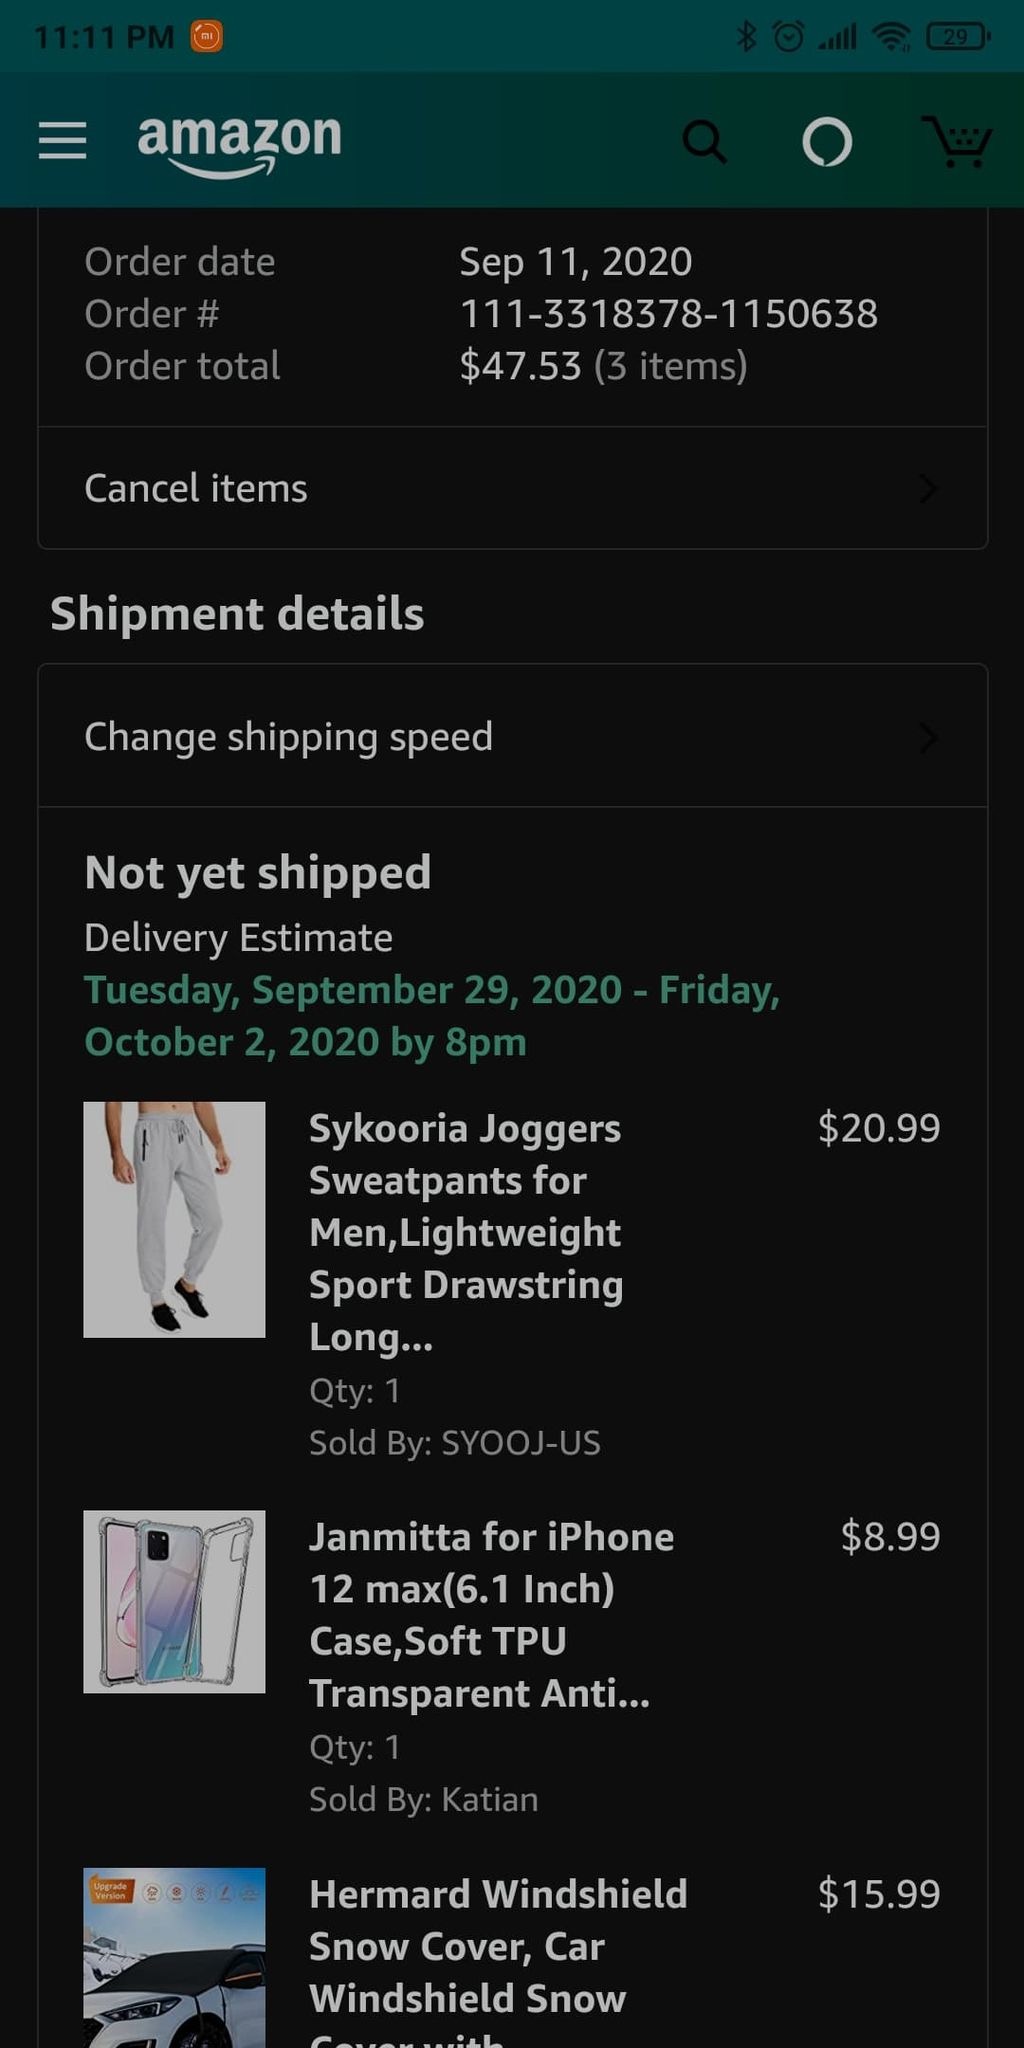 11:11 PM
29
amazon
Order date Sep 11, 2020
Order # 111-3318378-1150638
Order total $47.53 (3 items)
Cancel items
Shipment details
Change shipping speed
Not yet shipped
Delivery Estimate
Tuesday, September 29, 2020 - Friday,
October 2, 2020 by 8pm
Sykooria Joggers $20.99
Sweatpants for
Men,Lightweight
Sport Drawstring
Long...
Qty: 1
Sold By: SYOOJ-US
Janmitta for iPhone $8.99
12 max(6.1 Inch)
Case,Soft TPU
Transparent Anti...
Qty: 1
Sold By: Katian
Upgrade
Version
Hermard Windshield $15.99
Snow Cover, Car
Windshield Snow
Cover with